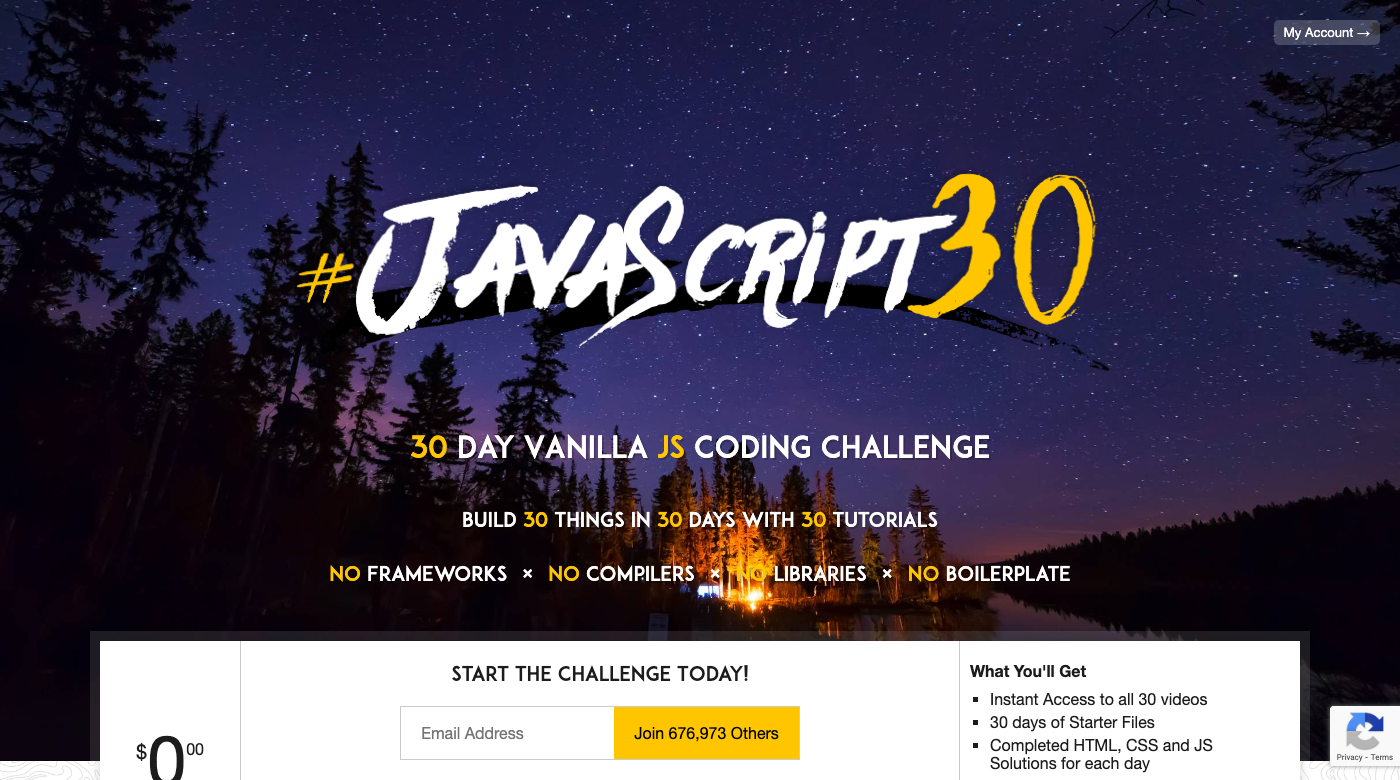 My Account →
#JAVASCRIPT30
30 DAY VANILLA JS CODING CHALLENGE
BUILD 30 THINGS IN 30 DAYS WITH 30 TUTORIALS
NO FRAMEWORKS × NO COMPILERS × NO LIBRARIES × NO BOILERPLATE
START THE CHALLENGE TODAY!
Email Address
Join 676,973 Others
$000
What You'll Get
▪ Instant Access to all 30 videos
▪ 30 days of Starter Files
▪ Completed HTML, CSS and JS
Solutions for each day
Privacy - Terms